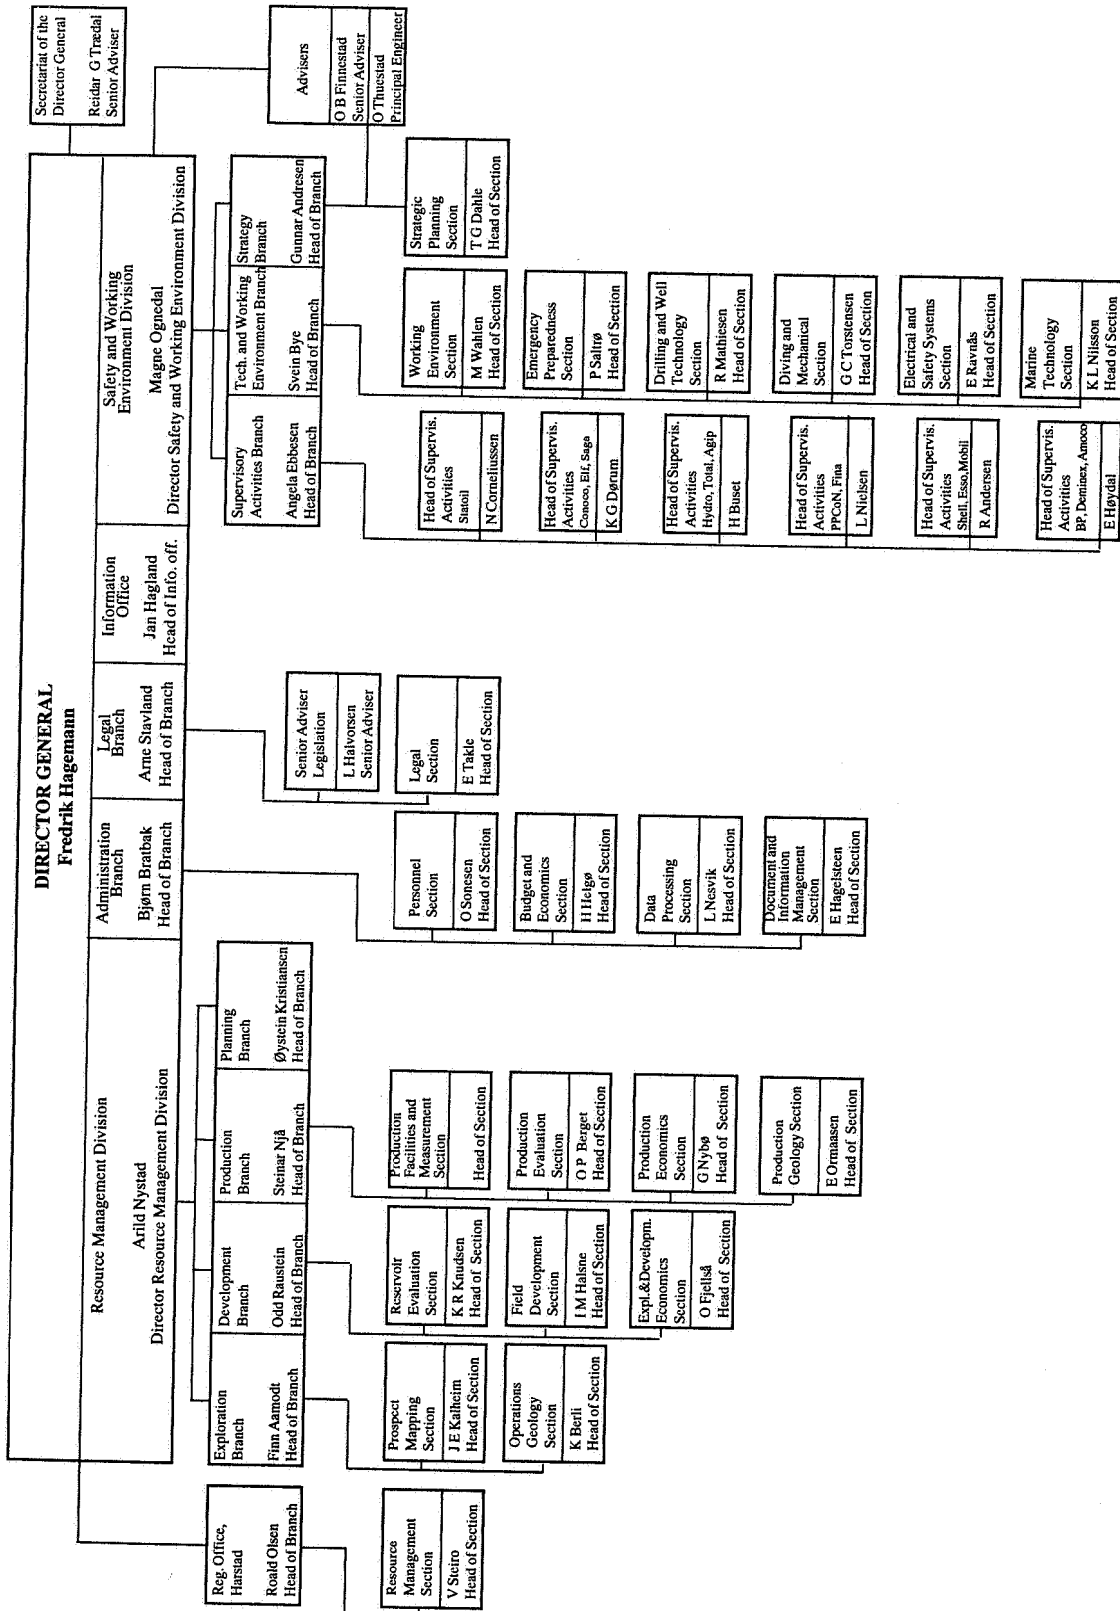 DIRECTOR GENERAL
Fredrik Hagemann
Secretariat of the
Director General
Reidar G Trædal
Senior Adviser
Resource Management Division
Arild Nystad
Director Resource Management Division
Administration
Branch
Bjørn Bratbak
Head of Branch
Legal
Branch
Arne Stavland
Head of Branch
Information
Office
Jan Hagland
Head of Info. off.
Safety and Working
Environment Division
Magne Ognedal
Director Safety and Working Environment Division
Advisers
O B Finnestad
Senior Adviser
O Thuestad
Principal Engineer
Reg. Office,
Harstad
Roald Olsen
Head of Branch
Resource
Management
Section
V Steiro
Head of Section
Exploration
Branch
Finn Aamodt
Head of Branch
Development
Branch
Odd Raustein
Head of Branch
Production
Branch
Steinar Njå
Head of Branch
Planning
Branch
Øystein Kristiansen
Head of Branch
Prospect
Mapping
Section
J E Kalheim
Head of Section
Operations
Geology
Section
K Berli
Head of Section
Reservoir
Evaluation
Section
K R Knudsen
Head of Section
Field
Development
Section
I M Halsne
Head of Section
Expl.&Developm.
Economics
Section
O Fjellså
Head of Section
Production
Facilities and
Measurement
Section
Head of Section
Production
Evaluation
Section
O P Berget
Head of Section
Production
Economics
Section
G Nybø
Head of Section
Production
Geology Section
E Ormaasen
Head of Section
Personnel
Section
O Sonesen
Head of Section
Budget and
Economics
Section
H Helgø
Head of Section
Data
Processing
Section
L Nesvik
Head of Section
Document and
Information
Management
Section
E Hagelsteen
Head of Section
Senior Adviser
Legislation
L Halvorsen
Senior Adviser
Legal
Section
E Takle
Head of Section
Supervisory
Activities Branch
Angela Ebbesen
Head of Branch
Tech. and Working
Environment Branch
Svein Bye
Head of Branch
Strategy
Branch
Gunnar Andresen
Head of Branch
Head of Supervis.
Activities
Statoil
N Corneliussen
Head of Supervis.
Activities
Conoco, Elf, Saga
K G Dørum
Head of Supervis.
Activities
Hydro, Total, Agip
H Buset
Head of Supervis.
Activities
PPCoN, Fina
L Nielsen
Head of Supervis.
Activities
Shell, Esso, Mobil
R Andersen
Head of Supervis.
Activities
BP, Deminex, Amoco
E Høydal
Working
Environment
Section
M Wahlen
Head of Section
Emergency
Preparedness
Section
P Saltrø
Head of Section
Drilling and Well
Technology
Section
R Mathiesen
Head of Section
Diving and
Mechanical
Section
G C Torstensen
Head of Section
Electrical and
Safety Systems
Section
E Ravnås
Head of Section
Marine
Technology
Section
K L Nilsson
Head of Section
Strategic
Planning
Section
T G Dahle
Head of Section